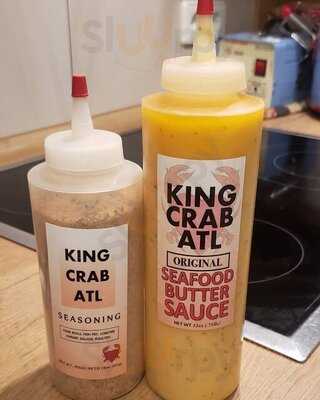 KING
CRAB
ATL
SEASONING
KING
CRAB
ATL
ORIGINAL
SEAFOOD
BUTTER
SAUCE